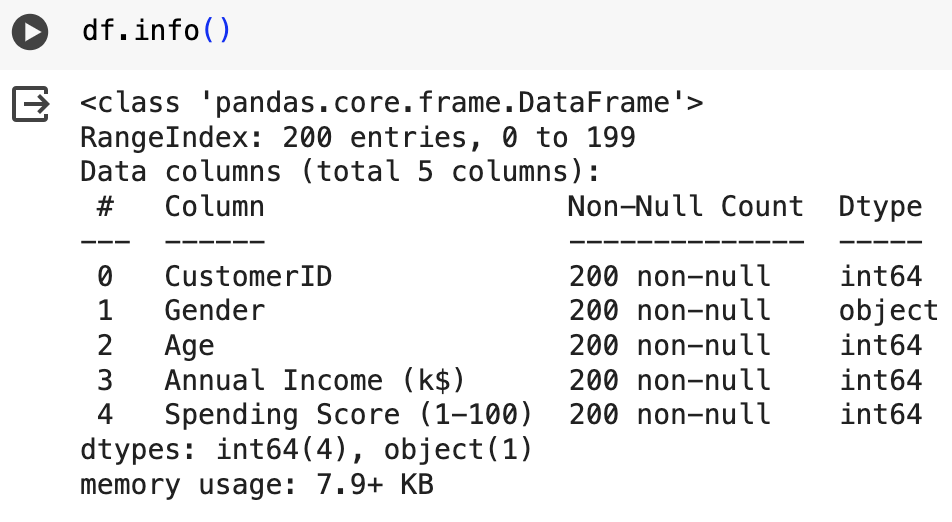 df.info()
<class 'pandas.core.frame.DataFrame'>
RangeIndex: 200 entries, 0 to 199
Data columns (total 5 columns):
 #   Column                  Non-Null Count  Dtype
---  ------                  --------------  -----
 0   CustomerID              200 non-null    int64
 1   Gender                  200 non-null    object
 2   Age                     200 non-null    int64
 3   Annual Income (k$)      200 non-null    int64
 4   Spending Score (1-100)  200 non-null    int64
dtypes: int64(4), object(1)
memory usage: 7.9+ KB